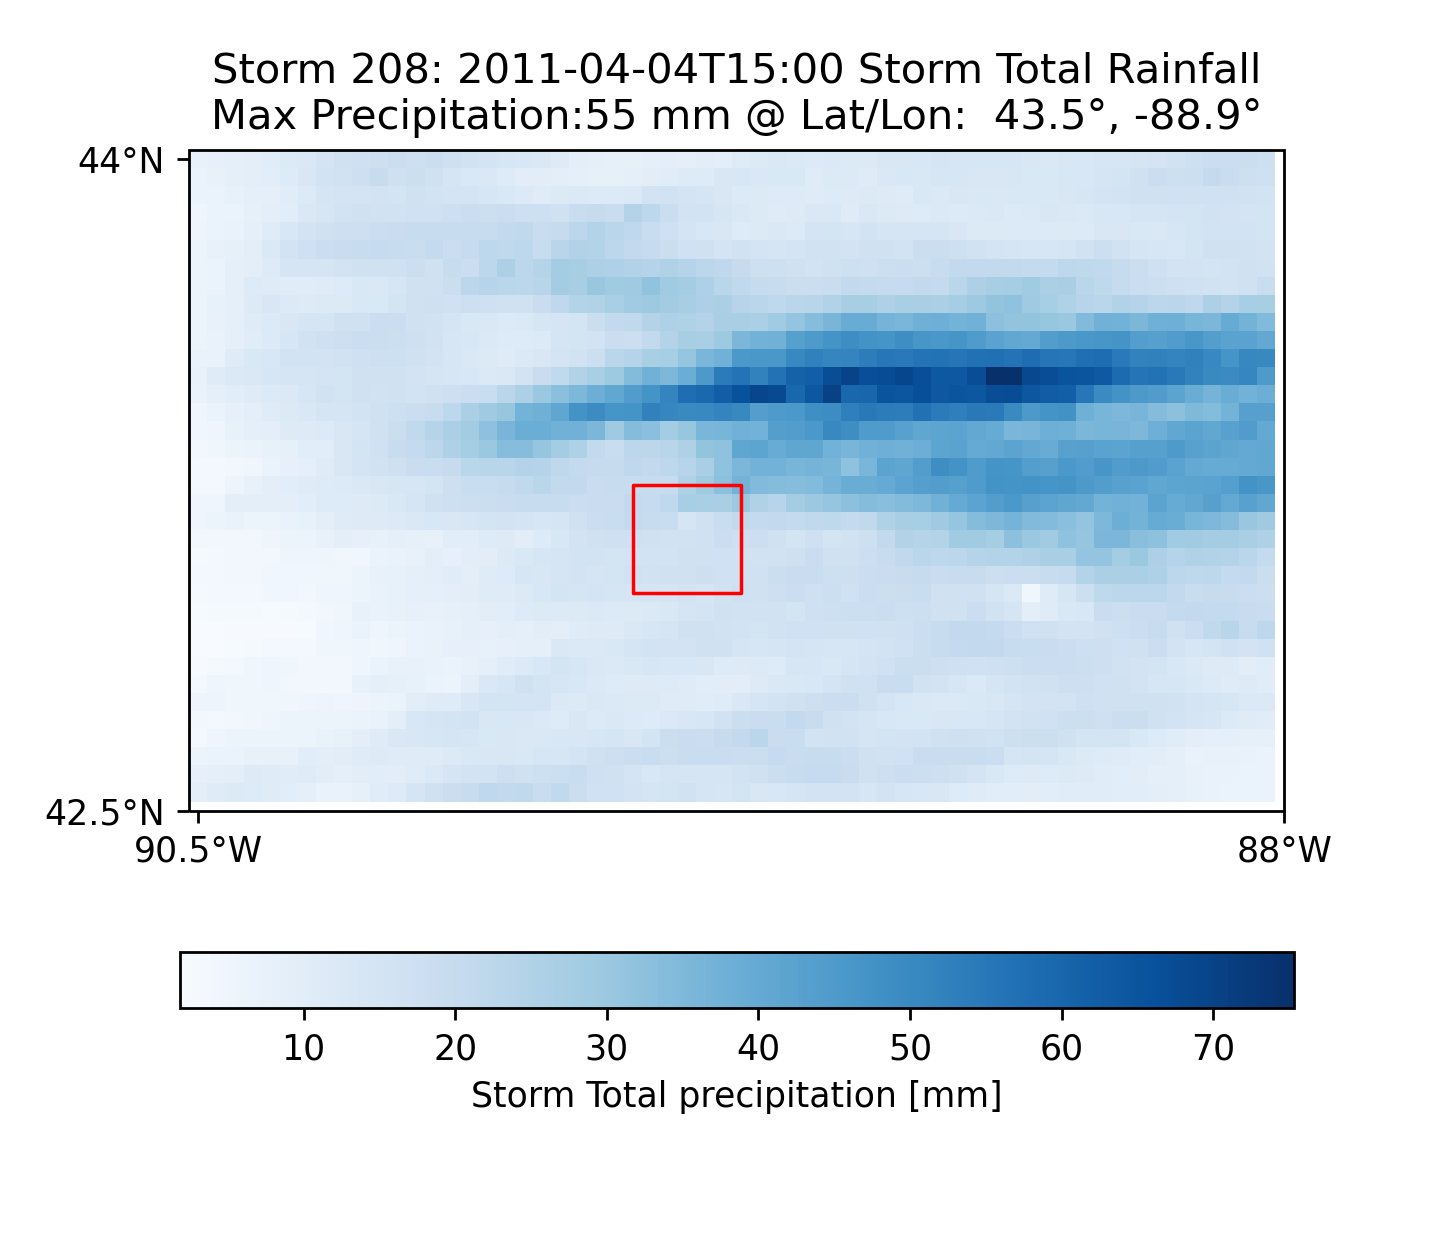 Storm 208: 2011-04-04T15:00 Storm Total Rainfall
Max Precipitation:55 mm @ Lat/Lon:  43.5°, -88.9°
44°N
42.5°N
90.5°W 88°W
10 20 30 40 50 60 70
Storm Total precipitation [mm]